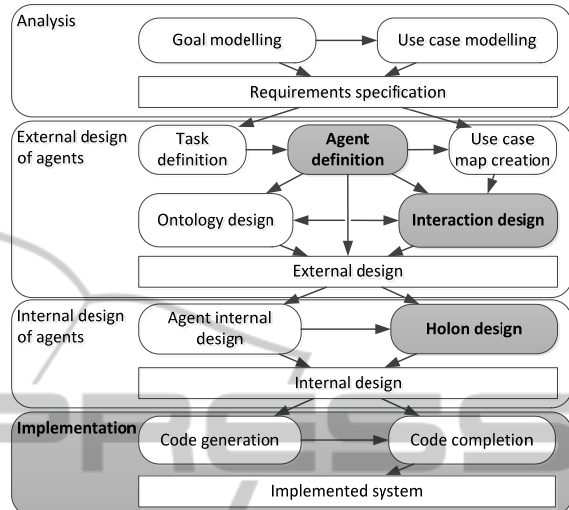 Analysis
Goal modelling
Use case modelling
Requirements specification
External design
of agents
Task
definition
Agent
definition
Use case
map creation
Ontology design
Interaction design
External design
Internal design
of agents
Agent internal
design
Holon design
Internal design
PRESS
Implementation
Code generation
Code completion
Implemented system